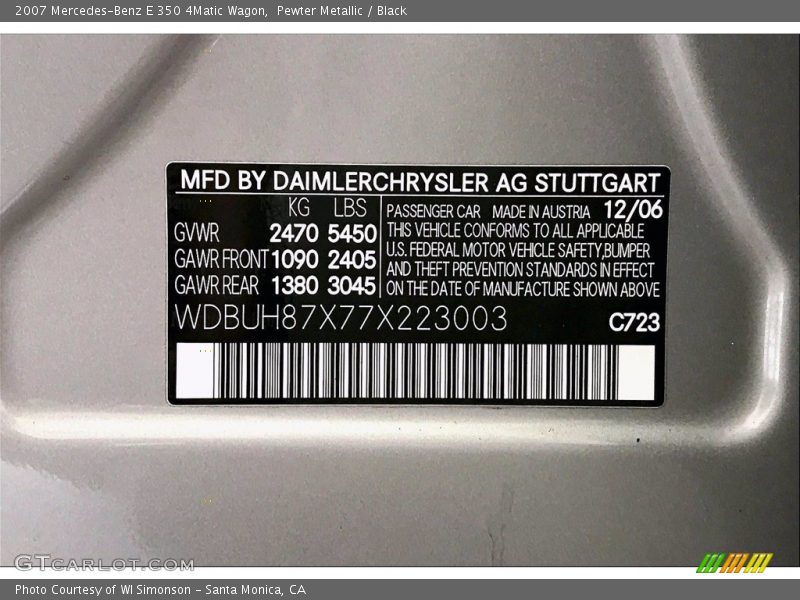 2007 Mercedes-Benz E 350 4Matic Wagon,  Pewter Metallic / Black
MFD BY DAIMLERCHRYSLER AG STUTTGART
KG LBS
GVWR 2470 5450
GAWR FRONT 1090 2405
GAWR REAR 1380 3045
PASSENGER CAR MADE IN AUSTRIA 12/06
THIS VEHICLE CONFORMS TO ALL APPLICABLE
U.S. FEDERAL MOTOR VEHICLE SAFETY,BUMPER
AND THEFT PREVENTION STANDARDS IN EFFECT
ON THE DATE OF MANUFACTURE SHOWN ABOVE
WDBUH87X77X223003 C723
GTCARLOT.COM
Photo Courtesy of WI Simonson - Santa Monica, CA